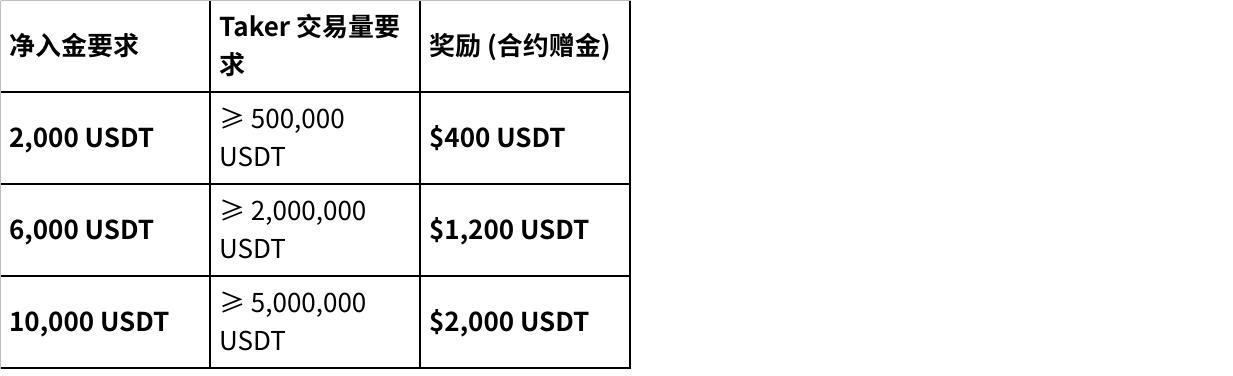 净入金要求
Taker 交易量要
求
奖励 (合约赠金)
2,000 USDT
≥ 500,000
USDT
$400 USDT
6,000 USDT
≥ 2,000,000
USDT
$1,200 USDT
10,000 USDT
≥ 5,000,000
USDT
$2,000 USDT